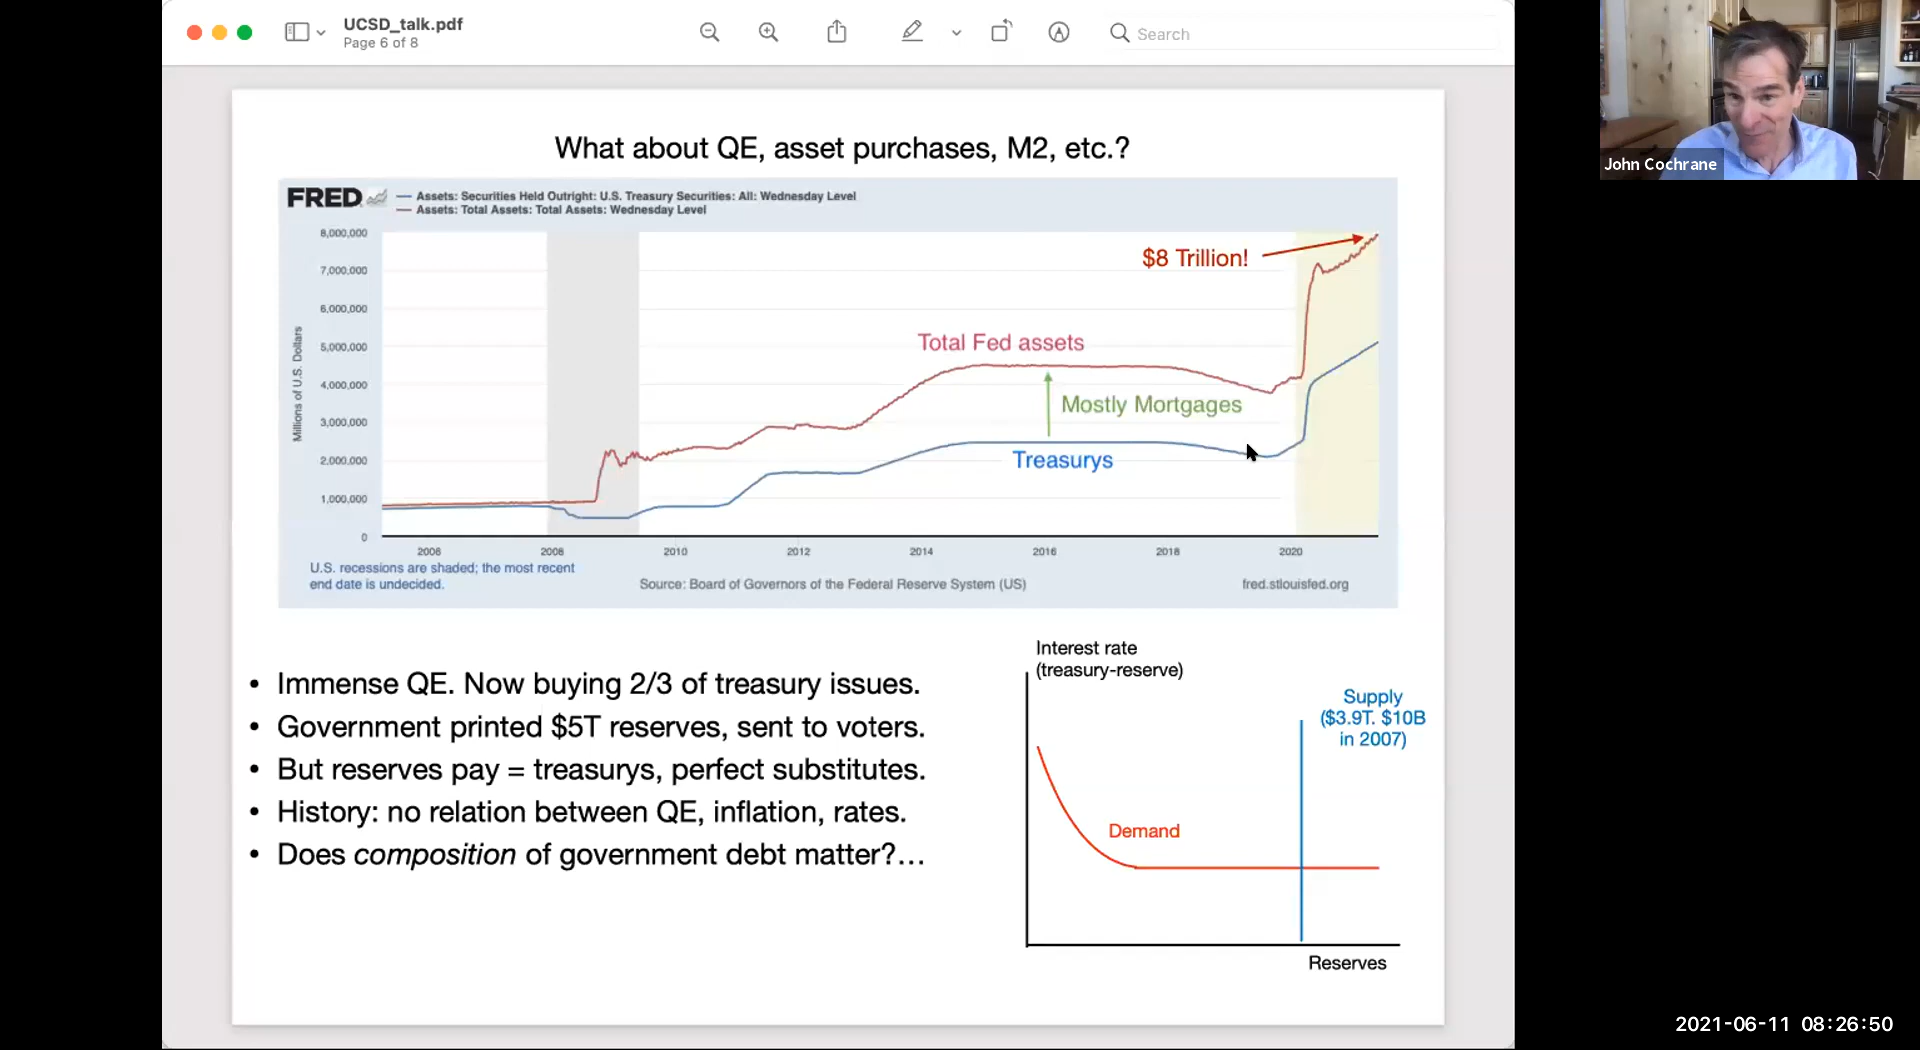 UCSD_talk.pdf
Page 6 of 8
Search
John Cochrane
What about QE, asset purchases, M2, etc.?
FRED
Assets: Securities Held Outright: U.S. Treasury Securities: All: Wednesday Level
Assets: Total Assets: Total Assets: Wednesday Level
Millions of U.S. Dollars
8,000,000
7,000,000
6,000,000
5,000,000
4,000,000
3,000,000
2,000,000
1,000,000
0
$8 Trillion!
Total Fed assets
Mostly Mortgages
Treasurys
2006
2008
2010
2012
2014
2016
2018
2020
U.S. recessions are shaded; the most recent
end date is undecided.
Source: Board of Governors of the Federal Reserve System (US)
fred.stlouisfed.org
• Immense QE. Now buying 2/3 of treasury issues.
• Government printed $5T reserves, sent to voters.
• But reserves pay = treasurys, perfect substitutes.
• History: no relation between QE, inflation, rates.
• Does composition of government debt matter?...
Interest rate
(treasury-reserve)
Supply
($3.9T. $10B
in 2007)
Demand
Reserves
2021-06-11 08:26:50